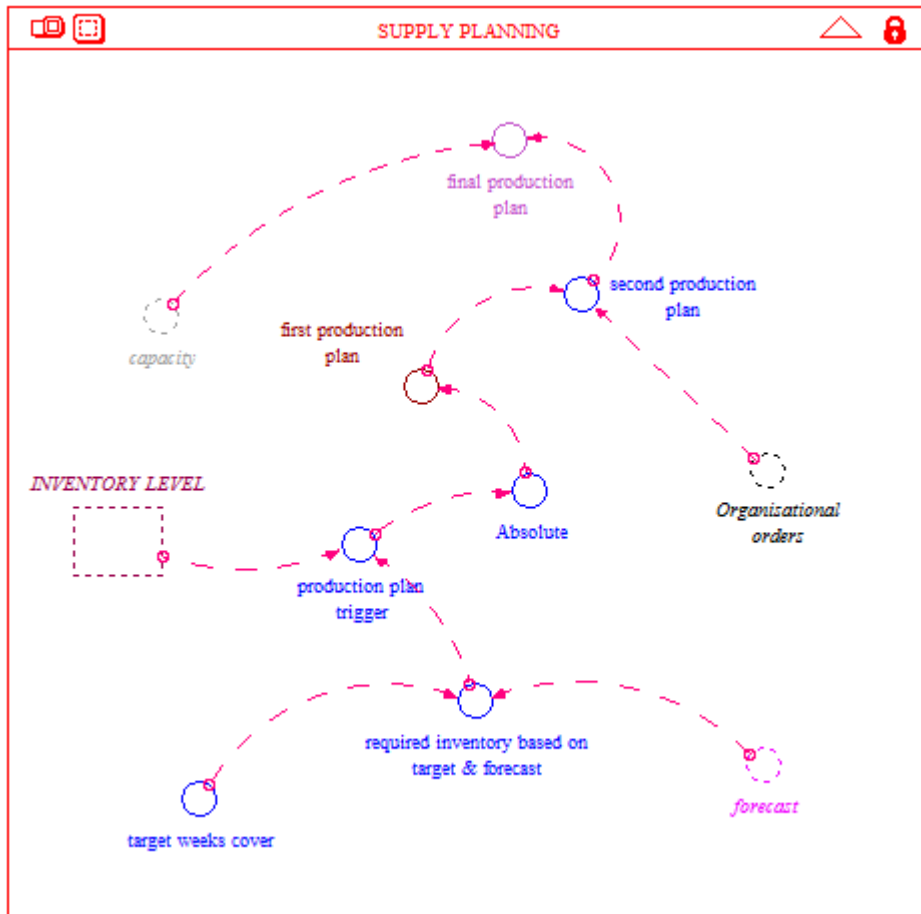 SUPPLY PLANNING
final production
plan
second production
plan
first production
plan
capacity
INVENTORY LEVEL
Organisational
orders
Absolute
production plan
trigger
required inventory based on
target & forecast
forecast
target weeks cover